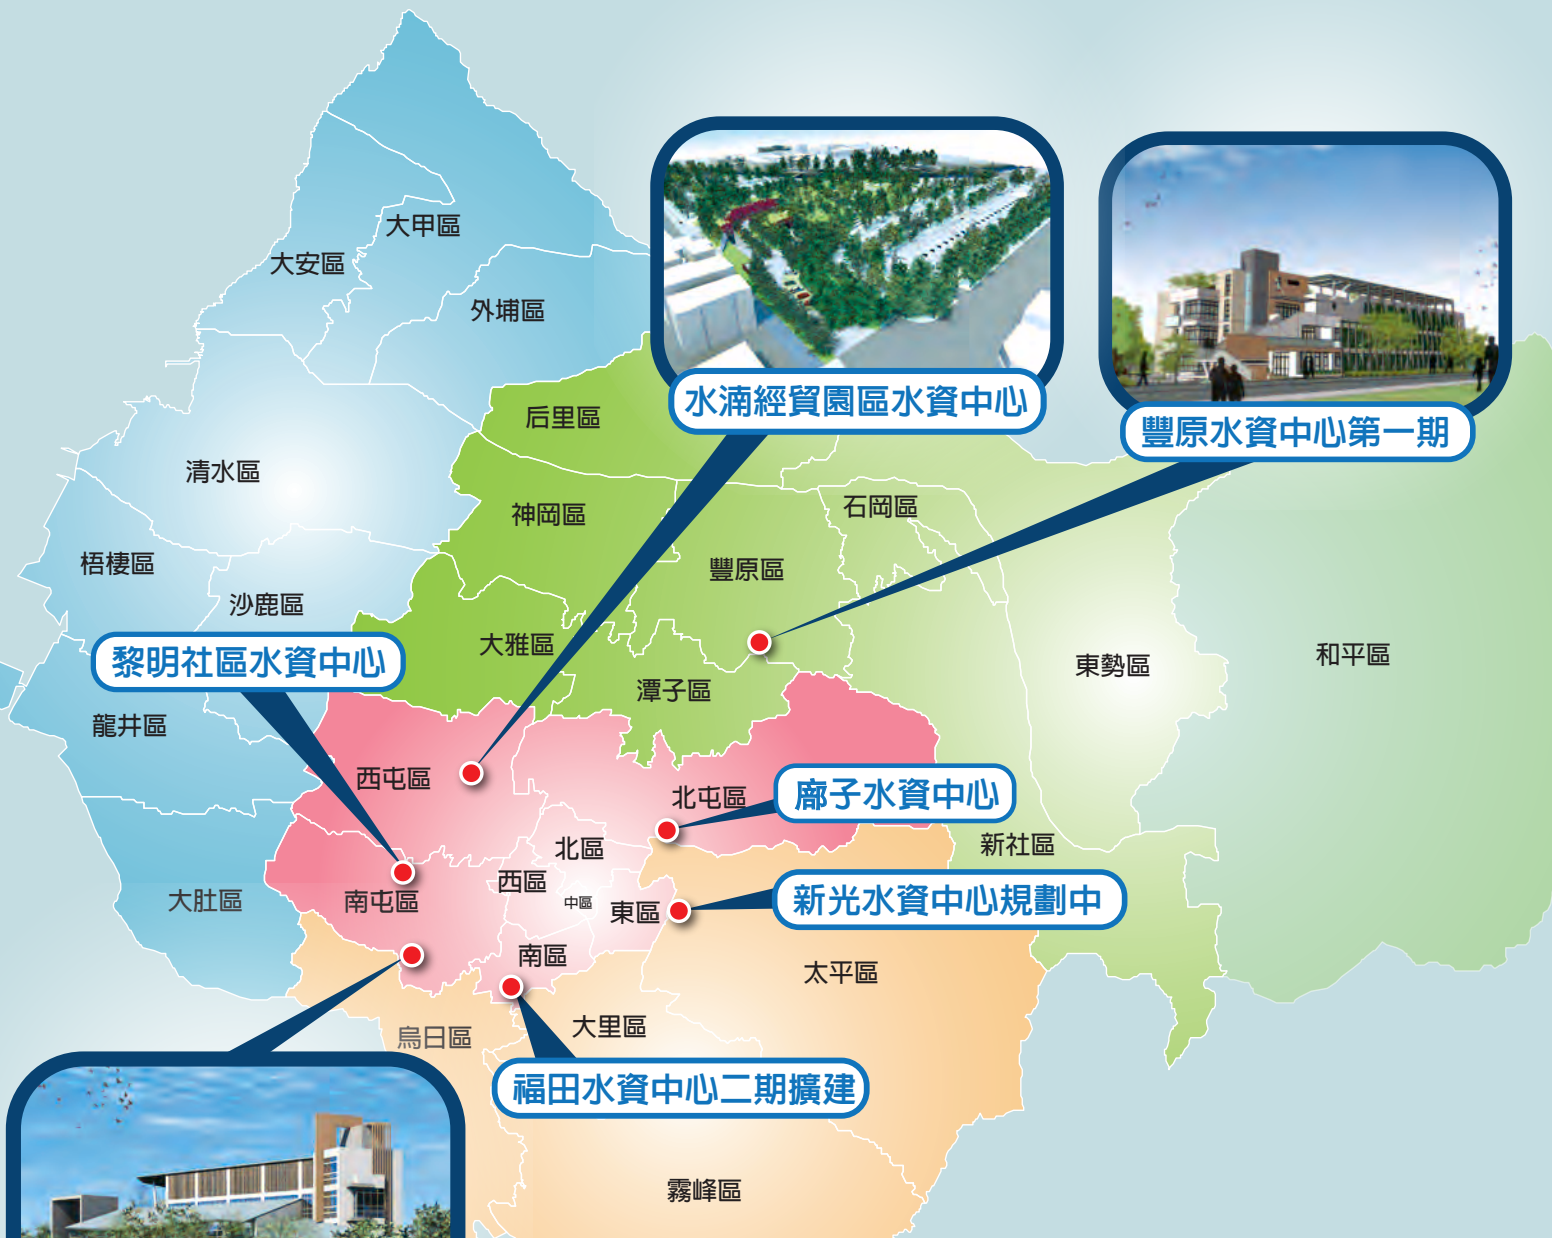 大甲區
大安區
外埔區
水湳經貿園區水資中心
后里區
豐原水資中心第一期
清水區
石岡區
神岡區
梧棲區
豐原區
沙鹿區
大雅區
和平區
黎明社區水資中心
東勢區
潭子區
龍井區
西屯區
北屯區
廍子水資中心
北區
新社區
西區
大肚區
南屯區
中區
東區
新光水資中心規劃中
南區
太平區
大里區
烏日區
福田水資中心二期擴建
霧峰區